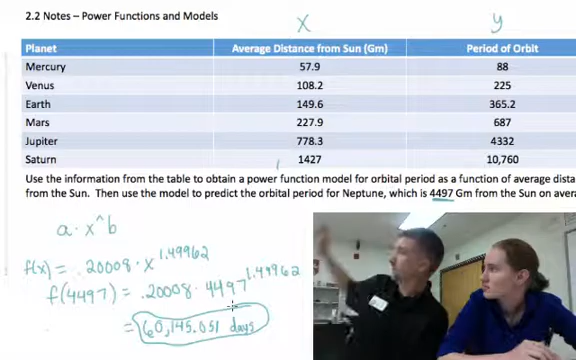 2.2 Notes – Power Functions and Models
x y
Planet Average Distance from Sun (Gm) Period of Orbit
Mercury 57.9 88
Venus 108.2 225
Earth 149.6 365.2
Mars 227.9 687
Jupiter 778.3 4332
Saturn 1427 10,760
Use the information from the table to obtain a power function model for orbital period as a function of average dista
from the Sun. Then use the model to predict the orbital period for Neptune, which is 4497 Gm from the Sun on avera
a · x^b
f(x) = .20008 · x^1.49962
f(4497) = .20008 · 4497^1.49962
= 60,145.051 days